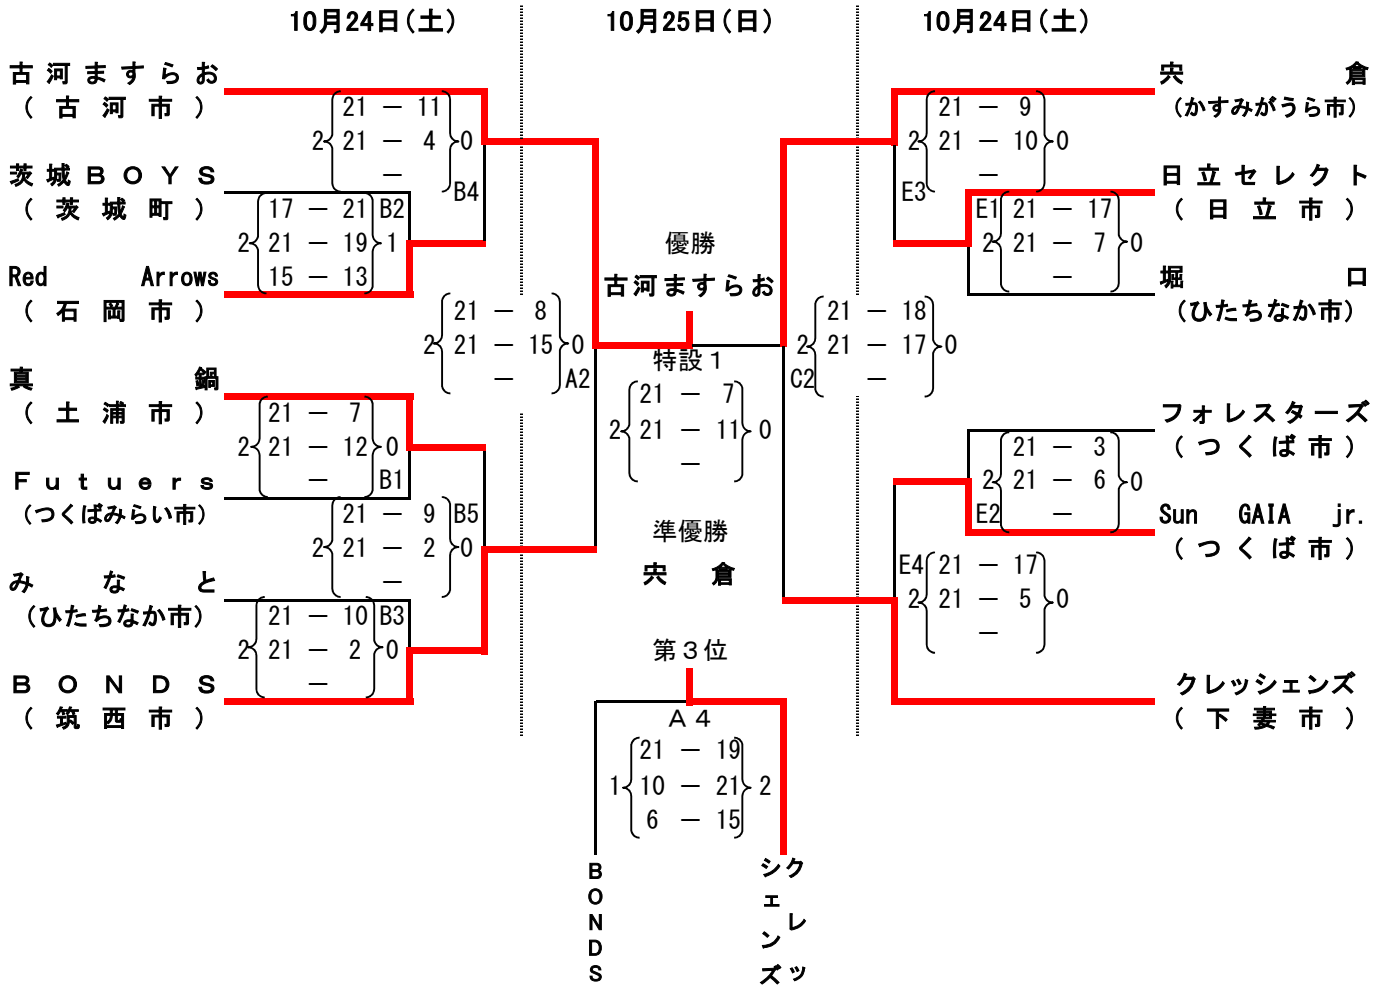 10月24日(土)
10月25日(日)
10月24日(土)
古河ますらお
(古河市)
21 － 11
2 21 － 4 0
－
B4
茨城BOYS
(茨城町)
17 － 21 B2
2 21 － 19 1
15 － 13
Red Arrows
(石岡市)
21 － 8
2 21 － 15 0
－ A2
真鍋
(土浦市)
21 － 7
2 21 － 12 0
－ B1
Ｆｕｔｕｅｒｓ
(つくばみらい市)
21 － 9 B5
2 21 － 2 0
－
みなと
(ひたちなか市)
21 － 10 B3
2 21 － 2 0
－
ＢＯＮＤＳ
(筑西市)
優勝
古河ますらお
特設１
21 － 7
2 21 － 11 0
－
準優勝
宍倉
第３位
Ａ４
21 － 19
1 10 － 21 2
6 － 15
BONDS
クレッシェンズ
宍倉
(かすみがうら市)
21 － 9
2 21 － 10 0
－
E3
日立セレクト
(日立市)
E1 21 － 17
2 21 － 7 0
－
堀口
(ひたちなか市)
21 － 18
2 21 － 17 0
C2 －
フォレスターズ
(つくば市)
21 － 3
2 21 － 6 0
E2 －
Sun GAIA jr.
(つくば市)
E4 21 － 17
2 21 － 5 0
－
クレッシェンズ
(下妻市)